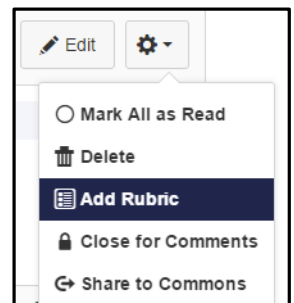 Edit
Mark All as Read
Delete
Add Rubric
Close for Comments
Share to Commons